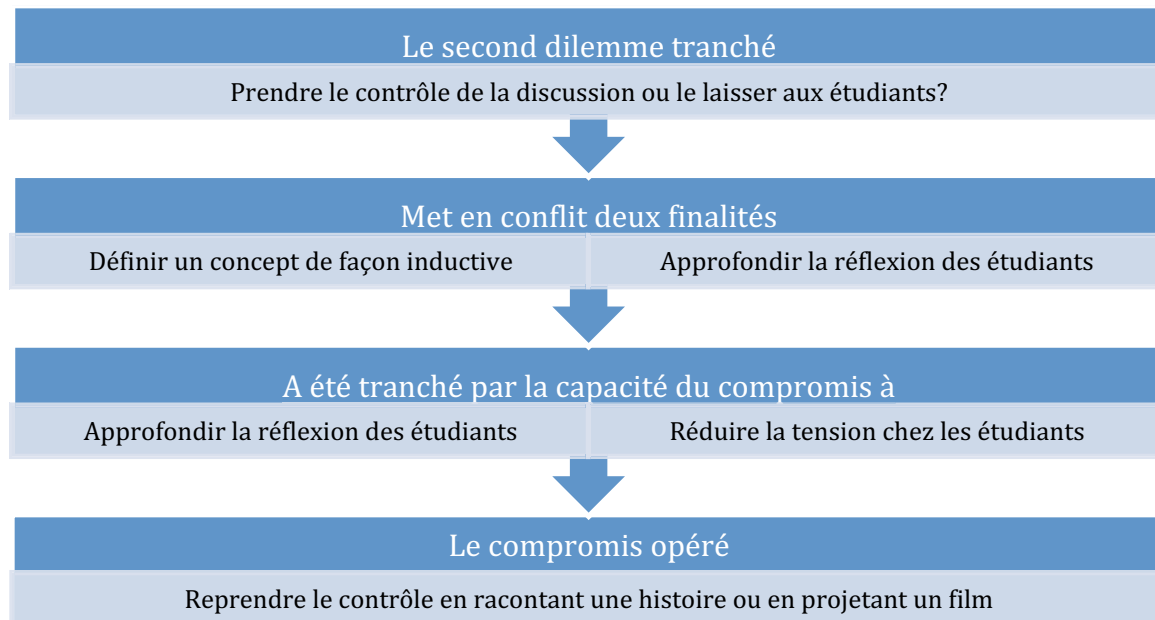 Le second dilemme tranché
Prendre le contrôle de la discussion ou le laisser aux étudiants?
Met en conflit deux finalités
Définir un concept de façon inductive
Approfondir la réflexion des étudiants
A été tranché par la capacité du compromis à
Approfondir la réflexion des étudiants
Réduire la tension chez les étudiants
Le compromis opéré
Reprendre le contrôle en racontant une histoire ou en projetant un film